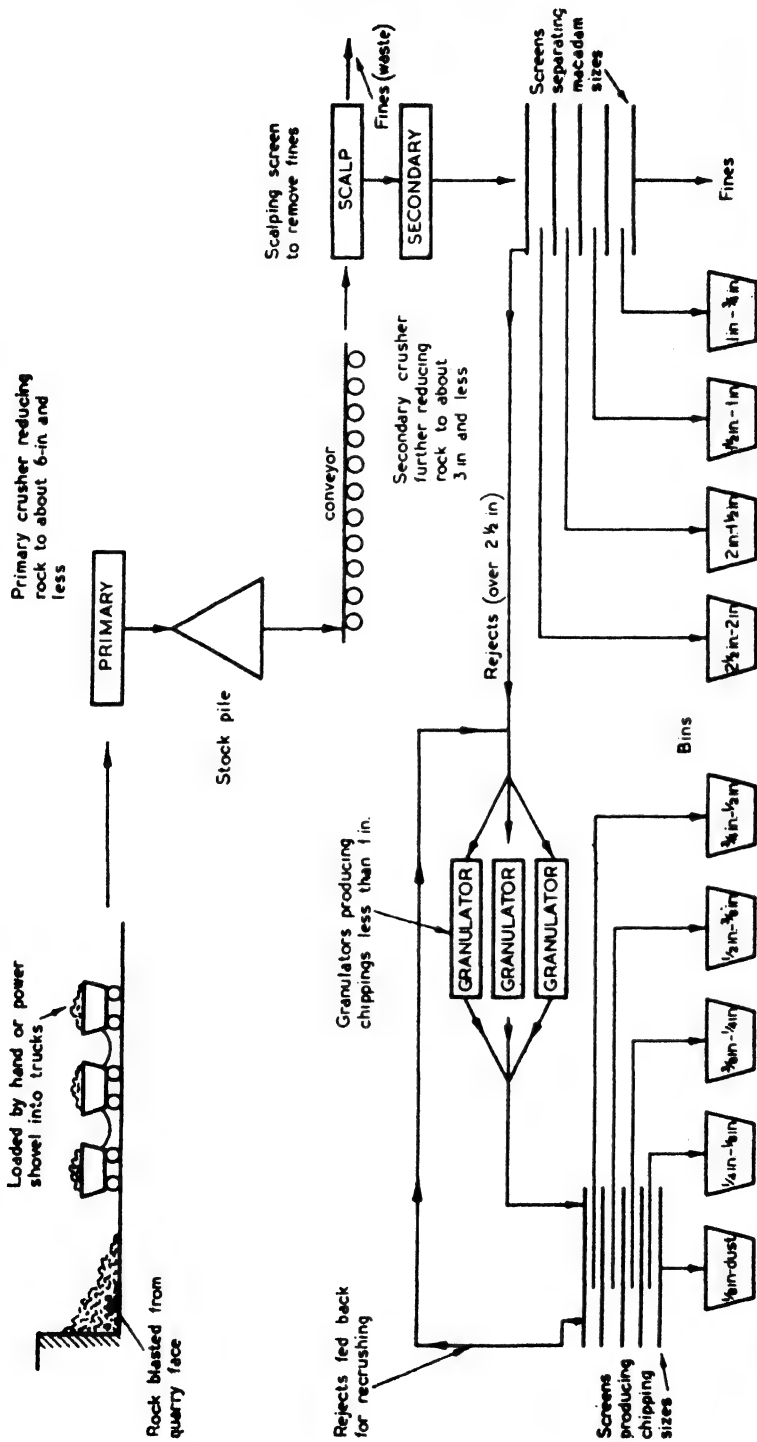 Loaded by hand or power
shovel into trucks
Rock blasted from
quarry face
Primary crusher reducing
rock to about 6-in and
less
PRIMARY
Stock pile
conveyor
Scalping screen
to remove fines
SCALP
Fines (waste)
SECONDARY
Secondary crusher
further reducing
rock to about
3 in and less
Screens
separating
macadam
sizes
Fines
Rejects (over 2 ½ in)
Granulators producing
chippings less than 1 in.
GRANULATOR
GRANULATOR
GRANULATOR
Rejects fed back
for recrushing
Screens
producing
chipping
sizes
Bins
⅛in-dust
¼in-⅛in
⅜in-¼in
½in-⅜in
¾in-½in
2½in-2in
2in-1½in
1½in-1in
1in-¾in